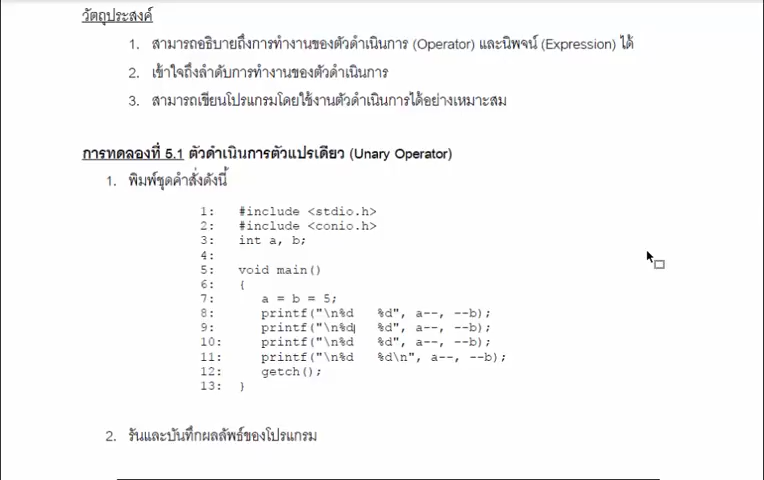 วัตถุประสงค์
1. สามารถอธิบายถึงการทำงานของตัวดำเนินการ (Operator) และนิพจน์ (Expression) ได้
2. เข้าใจถึงลำดับการทำงานของตัวดำเนินการ
3. สามารถเขียนโปรแกรมโดยใช้งานตัวดำเนินการได้อย่างเหมาะสม
การทดลองที่ 5.1 ตัวดำเนินการตัวแปรเดียว (Unary Operator)
1. พิมพ์ชุดคำสั่งดังนี้
1: #include <stdio.h>
2: #include <conio.h>
3: int a, b;
4:
5: void main()
6: {
7: a = b = 5;
8: printf("\n%d %d", a--, --b);
9: printf("\n%d %d", a--, --b);
10: printf("\n%d %d", a--, --b);
11: printf("\n%d %d\n", a--, --b);
12: getch();
13: }
2. รันและบันทึกผลลัพธ์ของโปรแกรม